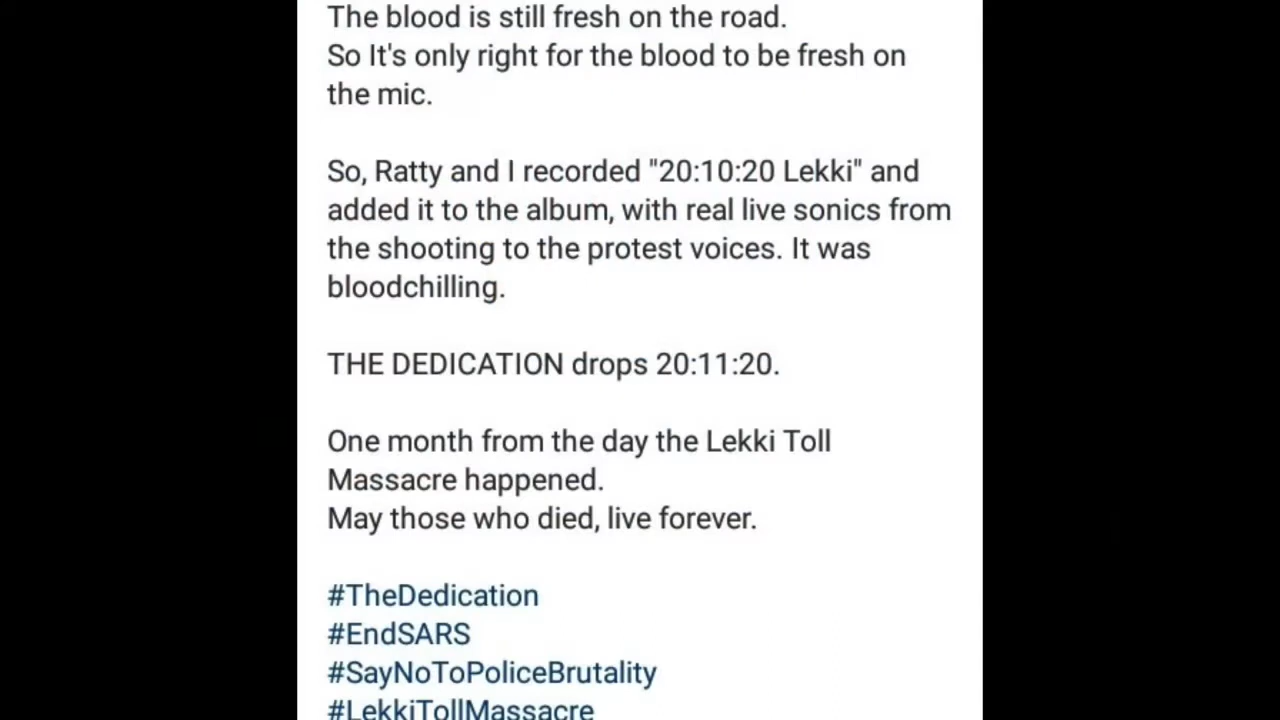 The blood is still fresh on the road.
So It's only right for the blood to be fresh on
the mic.
So, Ratty and I recorded "20:10:20 Lekki" and
added it to the album, with real live sonics from
the shooting to the protest voices. It was
bloodchilling.
THE DEDICATION drops 20:11:20.
One month from the day the Lekki Toll
Massacre happened.
May those who died, live forever.
#TheDedication
#EndSARS
#SayNoToPoliceBrutality
#LekkiTollMassacre